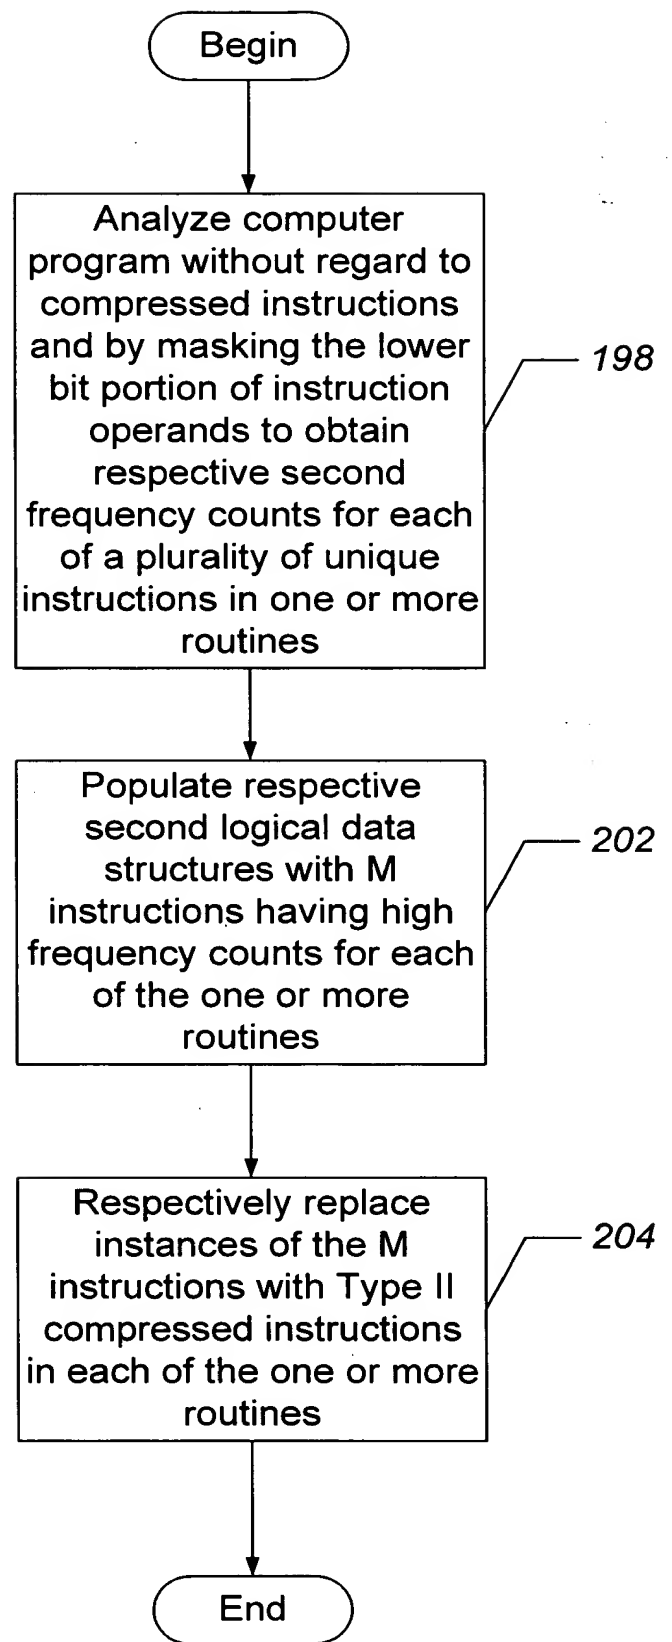 Begin
Analyze computer
program without regard to
compressed instructions
and by masking the lower
bit portion of instruction
operands to obtain
respective second
frequency counts for each
of a plurality of unique
instructions in one or more
routines
198
Populate respective
second logical data
structures with M
instructions having high
frequency counts for each
of the one or more
routines
202
Respectively replace
instances of the M
instructions with Type II
compressed instructions
in each of the one or more
routines
204
End